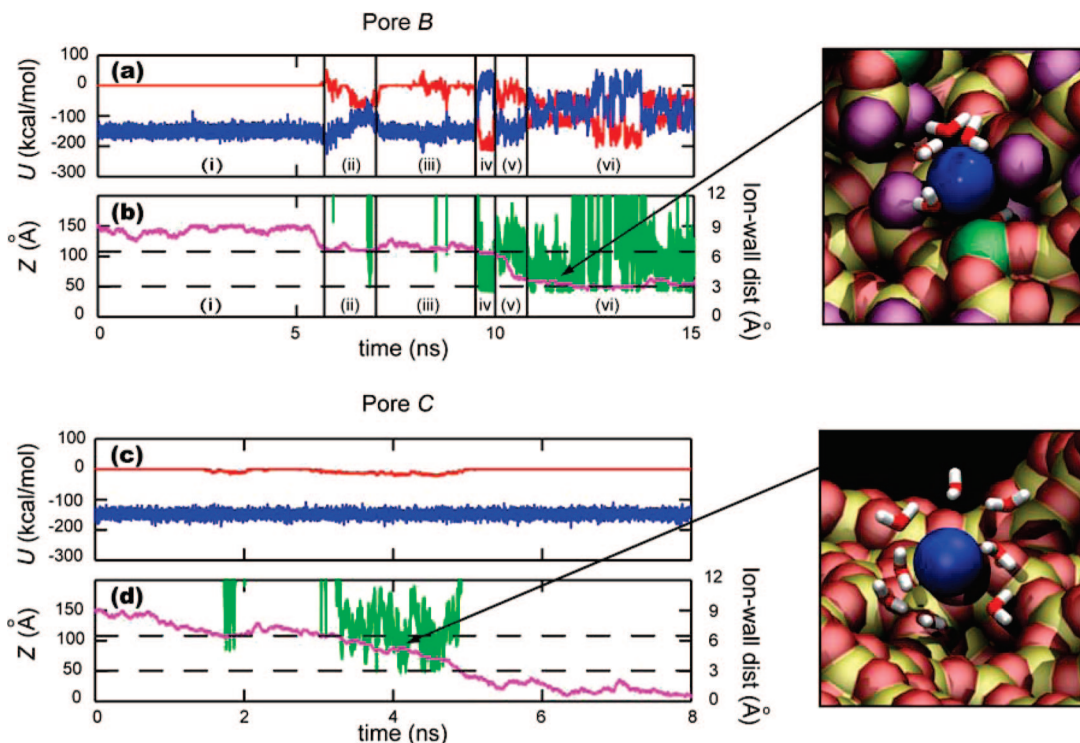 Pore B
(a)
U (kcal/mol)
100
0
-100
-200
-300
(i) (ii) (iii) iv (v) (vi)
(b)
Z (Å)
150
100
50
0
12
9
6
3
0
Ion-wall dist (Å)
(i) (ii) (iii) iv (v) (vi)
0 5 10 15
time (ns)
Pore C
(c)
U (kcal/mol)
100
0
-100
-200
-300
(d)
Z (Å)
150
100
50
0
12
9
6
3
0
Ion-wall dist (Å)
0 2 4 6 8
time (ns)